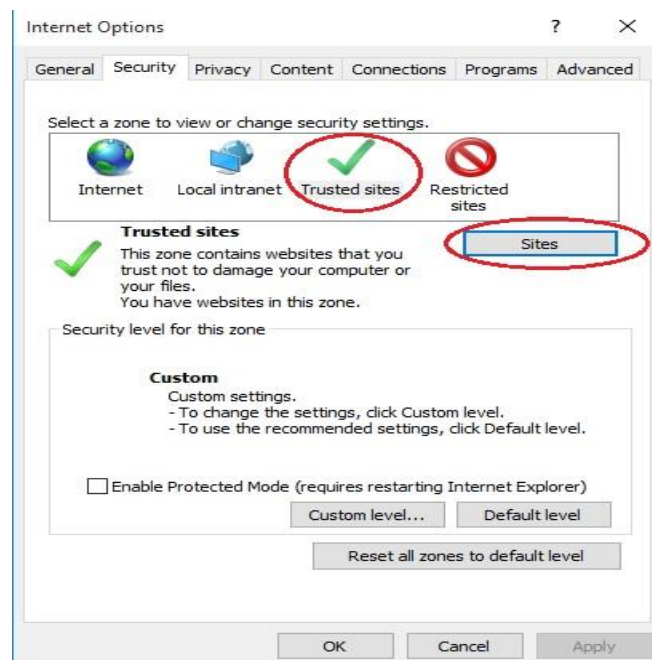 Internet Options ? ×
General Security Privacy Content Connections Programs Advanced
Select a zone to view or change security settings.
Internet Local intranet Trusted sites Restricted
sites
Trusted sites
Sites
This zone contains websites that you
trust not to damage your computer or
your files.
You have websites in this zone.
Security level for this zone
Custom
Custom settings.
- To change the settings, click Custom level.
- To use the recommended settings, click Default level.
Enable Protected Mode (requires restarting Internet Explorer)
Custom level... Default level
Reset all zones to default level
OK Cancel Apply